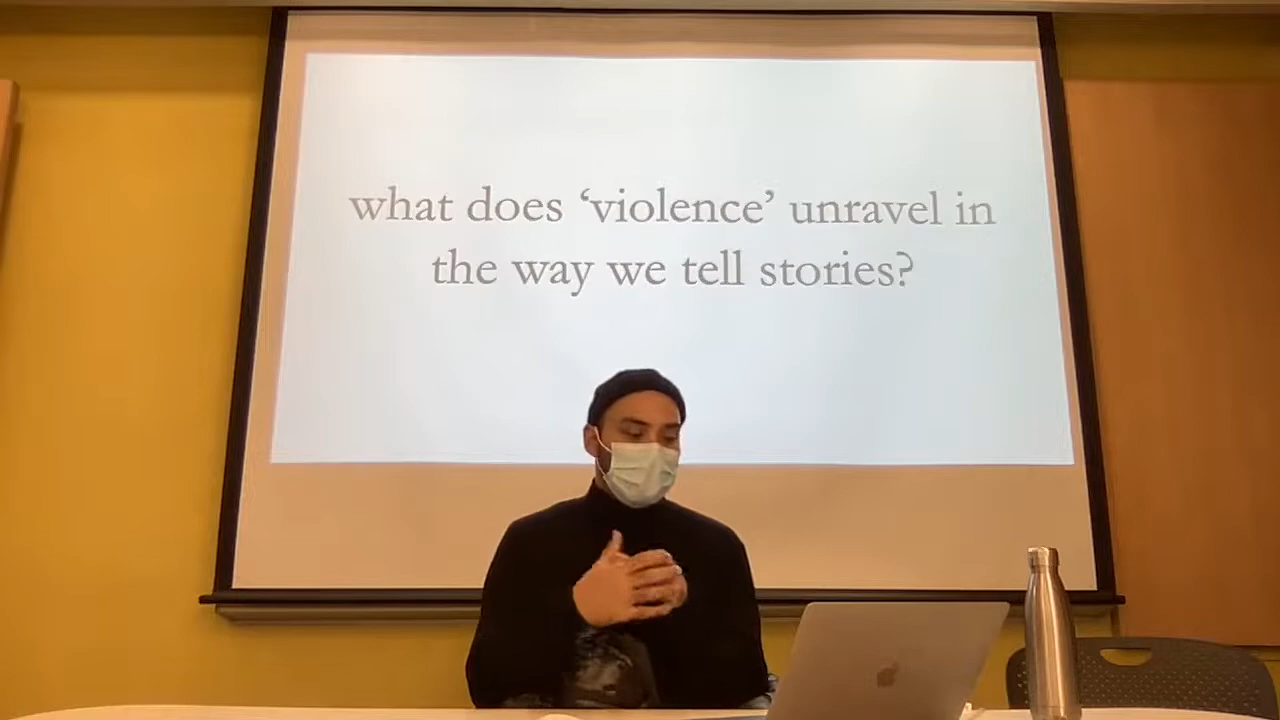 what does ‘violence’ unravel in
the way we tell stories?